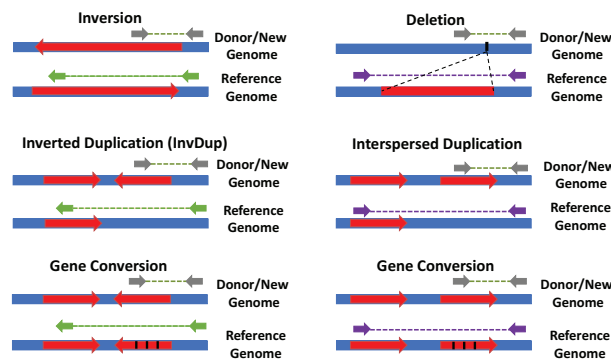 Inversion
Donor/New
Genome
Reference
Genome
Deletion
Donor/New
Genome
Reference
Genome
Inverted Duplication (InvDup)
Donor/New
Genome
Reference
Genome
Interspersed Duplication
Donor/New
Genome
Reference
Genome
Gene Conversion
Donor/New
Genome
Reference
Genome
Gene Conversion
Donor/New
Genome
Reference
Genome